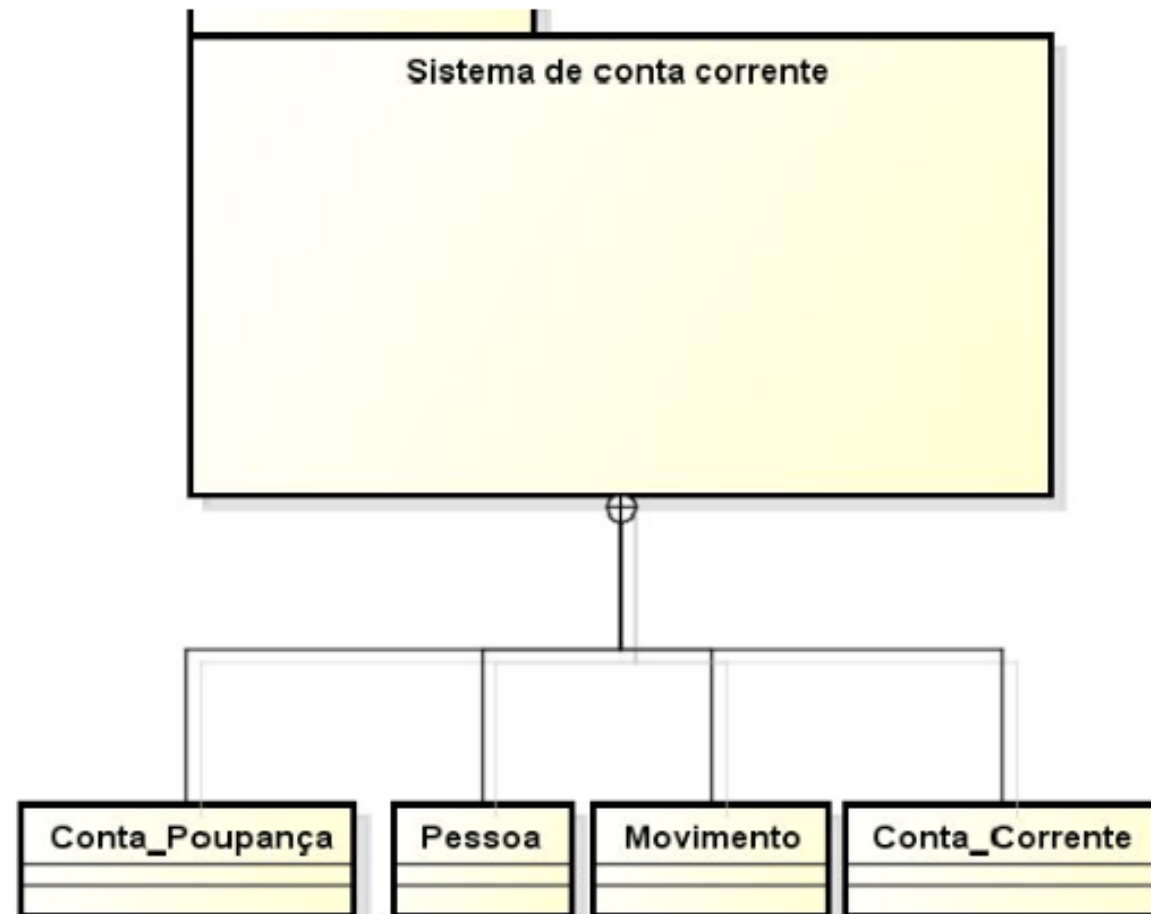 Sistema de conta corrente
Conta_Poupança
Pessoa
Movimento
Conta_Corrente